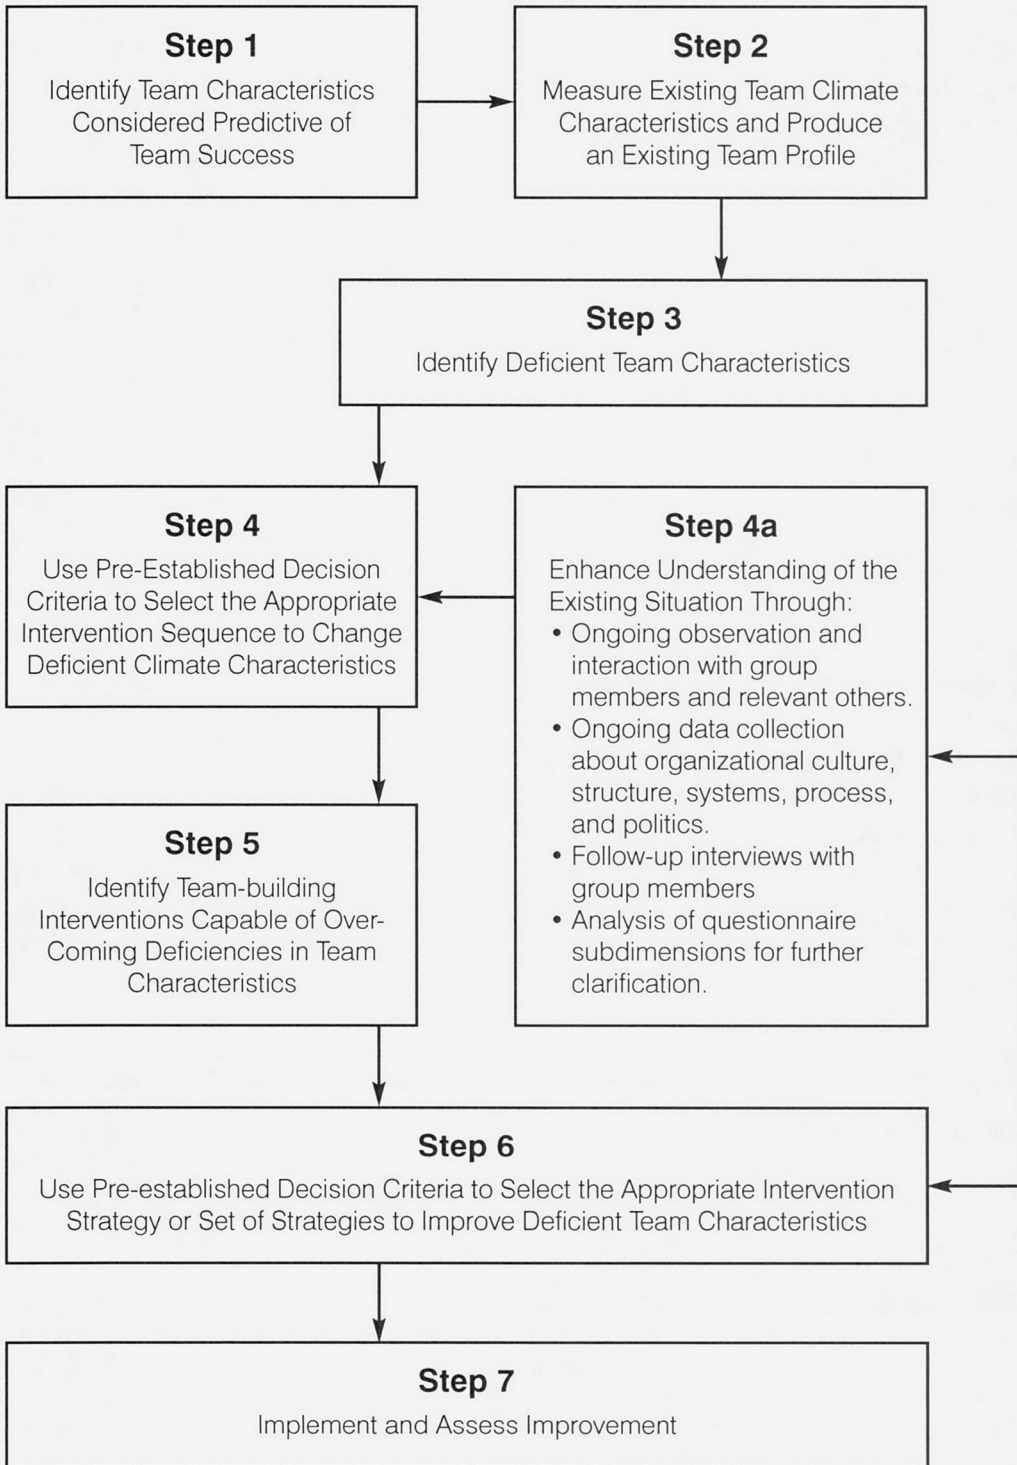 Step 1
Identify Team Characteristics
Considered Predictive of
Team Success
Step 2
Measure Existing Team Climate
Characteristics and Produce
an Existing Team Profile
Step 3
Identify Deficient Team Characteristics
Step 4
Use Pre-Established Decision
Criteria to Select the Appropriate
Intervention Sequence to Change
Deficient Climate Characteristics
Step 4a
Enhance Understanding of the
Existing Situation Through:
• Ongoing observation and
interaction with group
members and relevant others.
• Ongoing data collection
about organizational culture,
structure, systems, process,
and politics.
• Follow-up interviews with
group members
• Analysis of questionnaire
subdimensions for further
clarification.
Step 5
Identify Team-building
Interventions Capable of Over-
Coming Deficiencies in Team
Characteristics
Step 6
Use Pre-established Decision Criteria to Select the Appropriate Intervention
Strategy or Set of Strategies to Improve Deficient Team Characteristics
Step 7
Implement and Assess Improvement